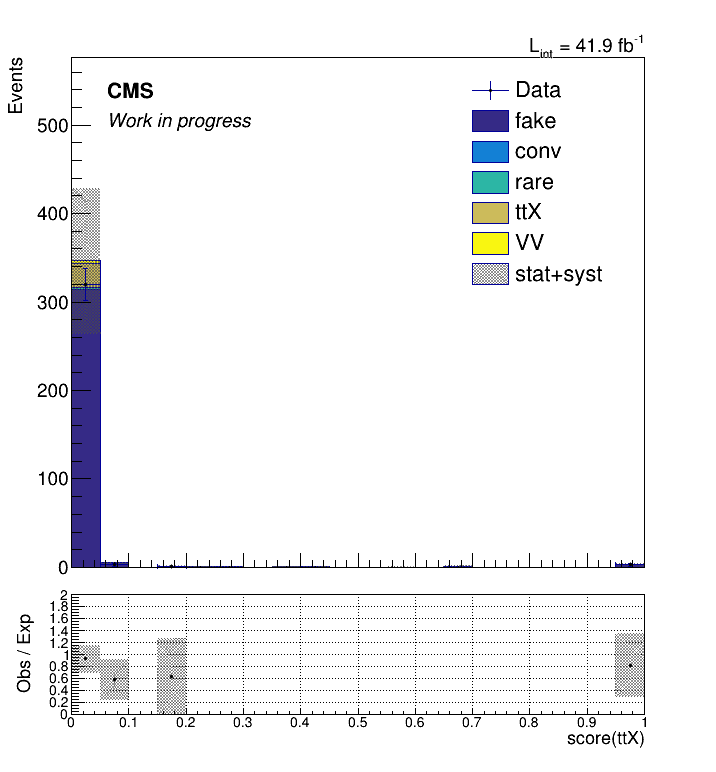 L_int = 41.9 fb^-1
Events
CMS
Work in progress
Data
fake
conv
rare
ttX
VV
stat+syst
500
400
300
200
100
0
Obs / Exp
2
1.8
1.6
1.4
1.2
1
0.8
0.6
0.4
0.2
0
0 0.1 0.2 0.3 0.4 0.5 0.6 0.7 0.8 0.9 1
score(ttX)